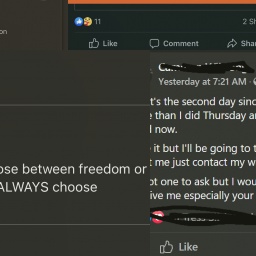 on
11
2 S
Like
Comment
Sha
Yesterday at 7:21 AM ·
t's the second day sinc
e than I did Thursday a
l now.
it but I'll be going to t
t me just contact my w
ose between freedom or
ALWAYS choose
ot one to ask but I wou
ive me especially your
Like